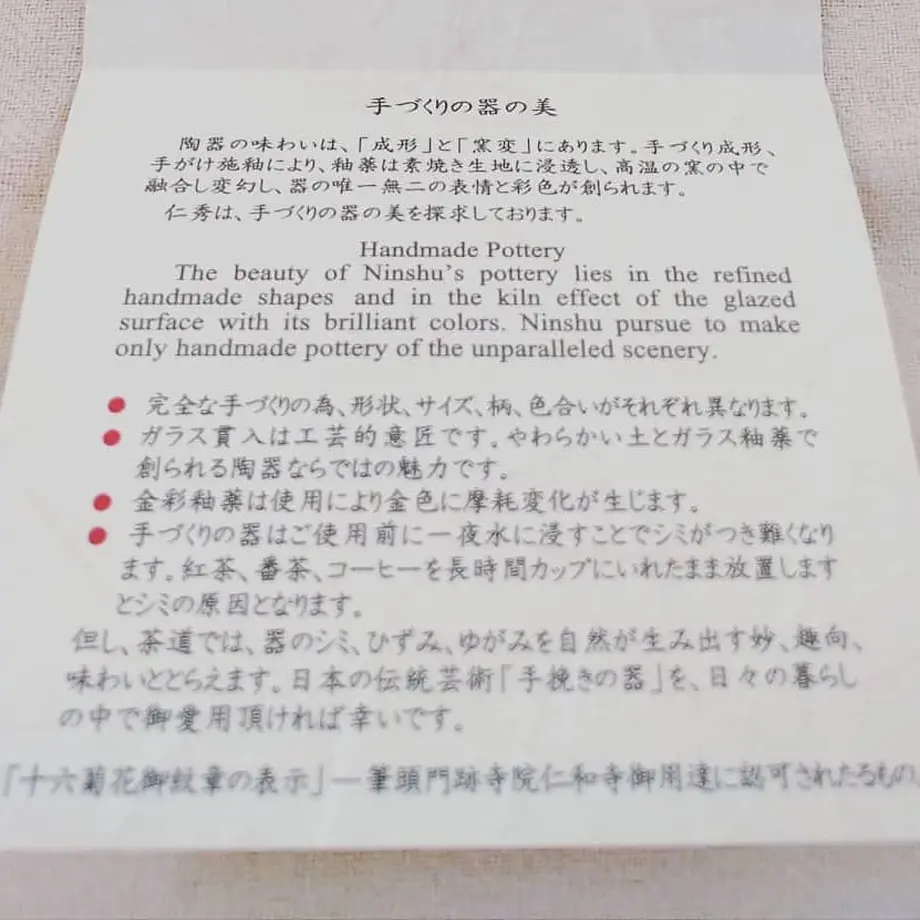 手づくりの器の美
陶器の味わいは、「成形」と「窯変」にあります。手づくり成形、
手がけ施釉により、釉薬は素焼き生地に浸透し、高温の窯の中で
融合し変幻し、器の唯一無二の表情と彩色が創られます。
仁秀は、手づくりの器の美を探求しております。
Handmade Pottery
The beauty of Ninshu's pottery lies in the refined
handmade shapes and in the kiln effect of the glazed
surface with its brilliant colors. Ninshu pursue to make
only handmade pottery of the unparalleled scenery.
● 完全な手づくりの為、形状、サイズ、柄、色合いがそれぞれ異なります。
● ガラス貫入は工芸的意匠です。やわらかい土とガラス釉薬で
創られる陶器ならではの魅力です。
● 金彩釉薬は使用により金色に摩耗変化が生じます。
● 手づくりの器はご使用前に一夜水に浸すことでシミがつき難くなり
ます。紅茶、番茶、コーヒーを長時間カップにいれたまま放置します
とシミの原因となります。
但し、茶道では、器のシミ、ひずみ、ゆがみを自然が生み出す妙、趣向、
味わいととらえます。日本の伝統芸術「手挽きの器」を、日々の暮らし
の中で御愛用頂ければ幸いです。
「十六菊花御紋章の表示」―筆頭門跡寺院仁和寺御用達に認可されたるもの